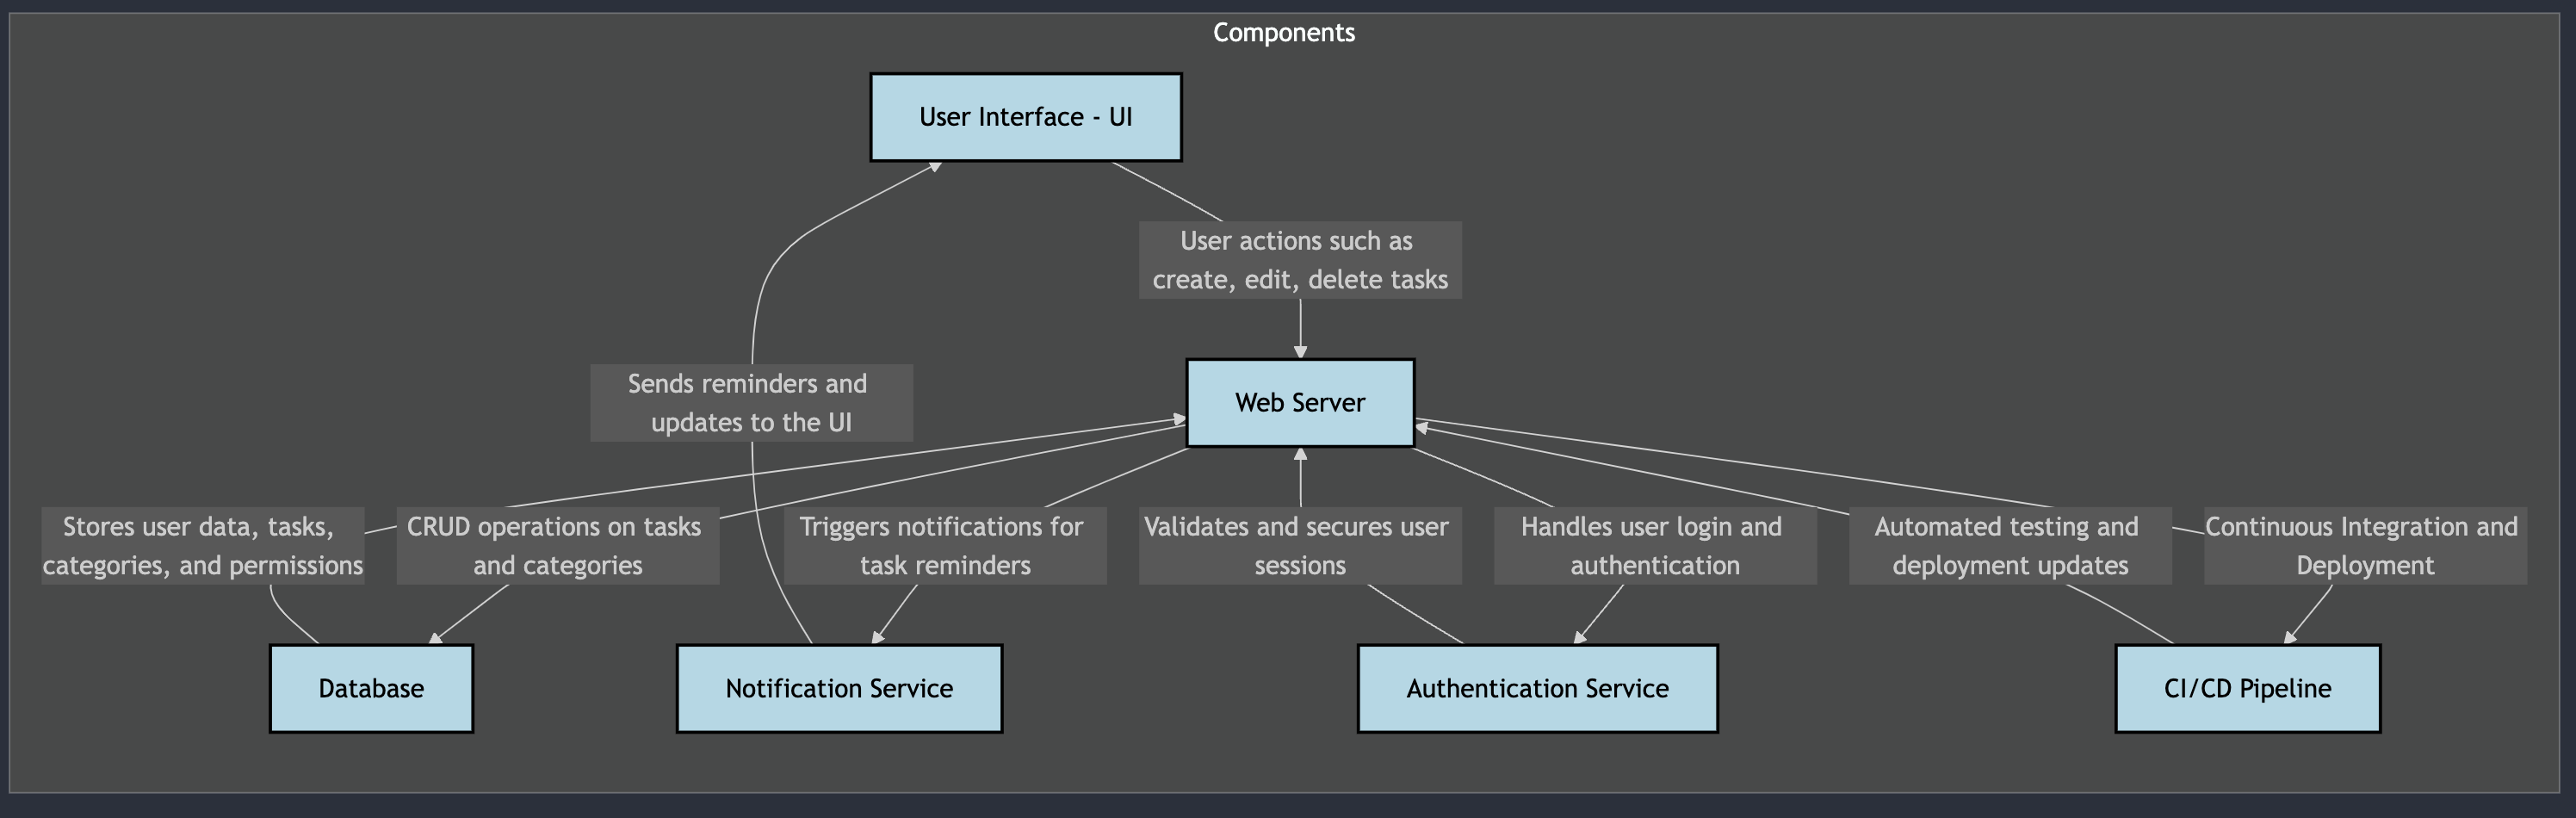 Components
User Interface - UI
User actions such as
create, edit, delete tasks
Sends reminders and
updates to the UI
Web Server
Stores user data, tasks,
categories, and permissions
CRUD operations on tasks
and categories
Triggers notifications for
task reminders
Validates and secures user
sessions
Handles user login and
authentication
Automated testing and
deployment updates
Continuous Integration and
Deployment
Database
Notification Service
Authentication Service
CI/CD Pipeline